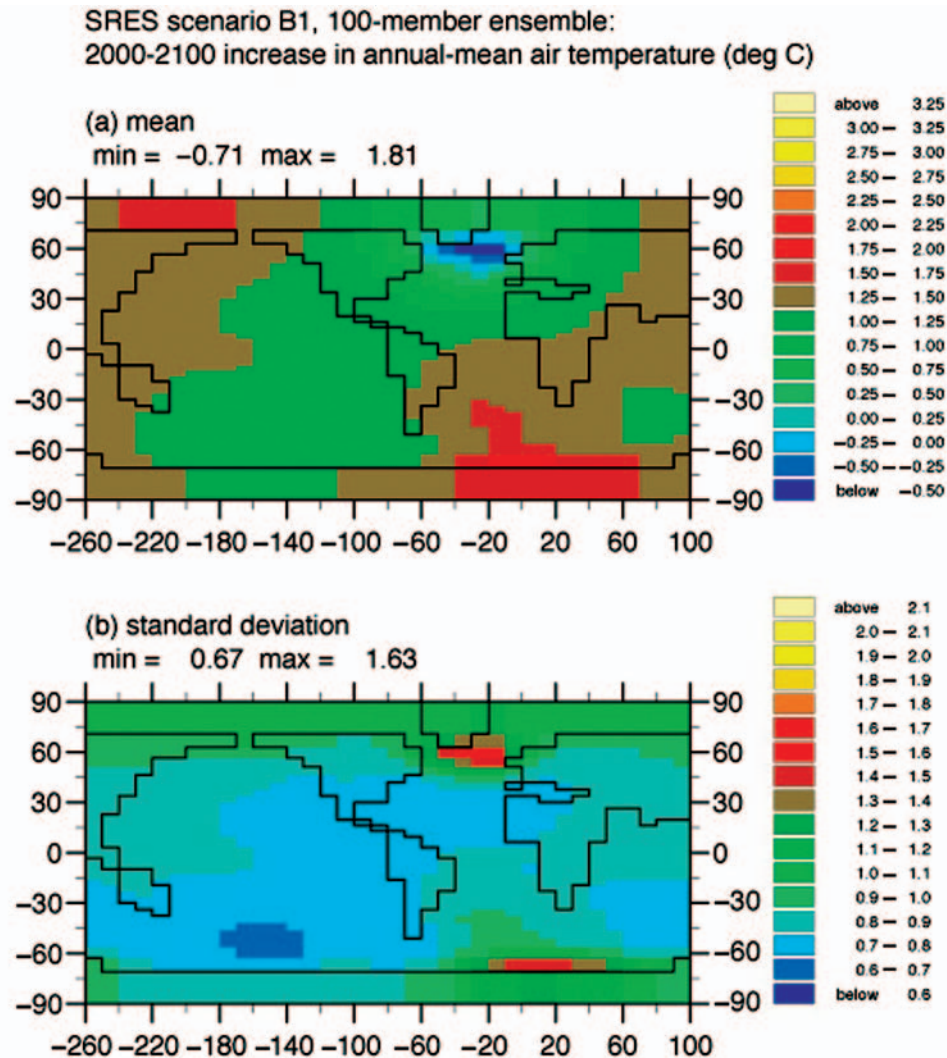 SRES scenario B1, 100-member ensemble:
2000-2100 increase in annual-mean air temperature (deg C)
(a) mean
min = −0.71 max = 1.81
90
60
30
0
−30
−60
−90
90
60
30
0
−30
−60
−90
−260 −220 −180 −140 −100 −60 −20 20 60 100
above 3.25
3.00 − 3.25
2.75 − 3.00
2.50 − 2.75
2.25 − 2.50
2.00 − 2.25
1.75 − 2.00
1.50 − 1.75
1.25 − 1.50
1.00 − 1.25
0.75 − 1.00
0.50 − 0.75
0.25 − 0.50
0.00 − 0.25
−0.25 − 0.00
−0.50 − −0.25
below −0.50
(b) standard deviation
min = 0.67 max = 1.63
90
60
30
0
−30
−60
−90
90
60
30
0
−30
−60
−90
−260 −220 −180 −140 −100 −60 −20 20 60 100
above 2.1
2.0 − 2.1
1.9 − 2.0
1.8 − 1.9
1.7 − 1.8
1.6 − 1.7
1.5 − 1.6
1.4 − 1.5
1.3 − 1.4
1.2 − 1.3
1.1 − 1.2
1.0 − 1.1
0.9 − 1.0
0.8 − 0.9
0.7 − 0.8
0.6 − 0.7
below 0.6